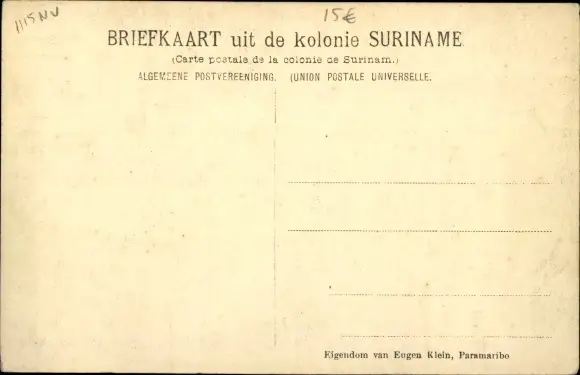 1115NU
15€
BRIEFKAART uit de kolonie SURINAME
(Carte postale de la colonie de Surinam.)
ALGEMEENE POSTVEREENIGING. (UNION POSTALE UNIVERSELLE.
Eigendom van Eugen Klein, Paramaribo